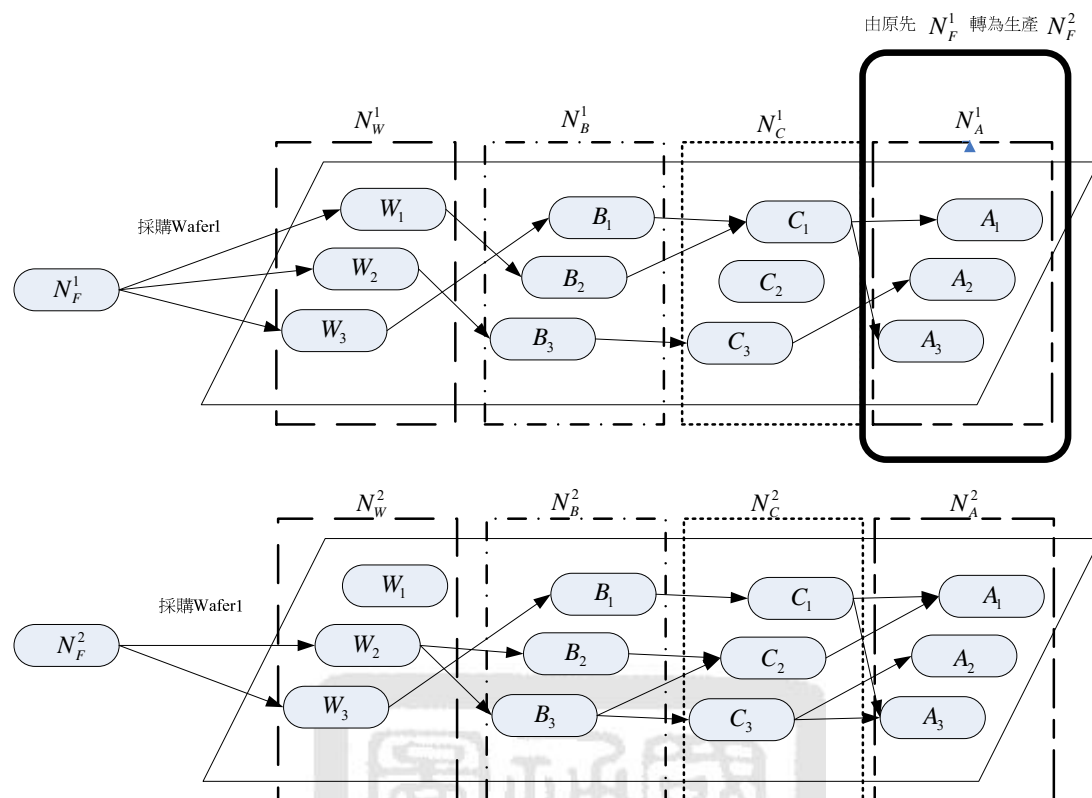 由原先 N_F^1 轉為生產 N_F^2
N_W^1 N_B^1 N_C^1 N_A^1
採購Wafer1
W_1 B_1 C_1 A_1
N_F^1 W_2 B_2 C_2 A_2
W_3 B_3 C_3 A_3
N_W^2 N_B^2 N_C^2 N_A^2
採購Wafer1
W_1 B_1 C_1 A_1
N_F^2 W_2 B_2 C_2 A_2
W_3 B_3 C_3 A_3